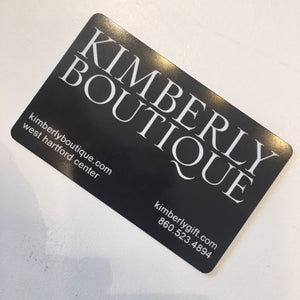 KIMBERLY
BOUTIQUE
kimberlyboutique.com
west hartford center
kimberlygift.com
860.523.4894